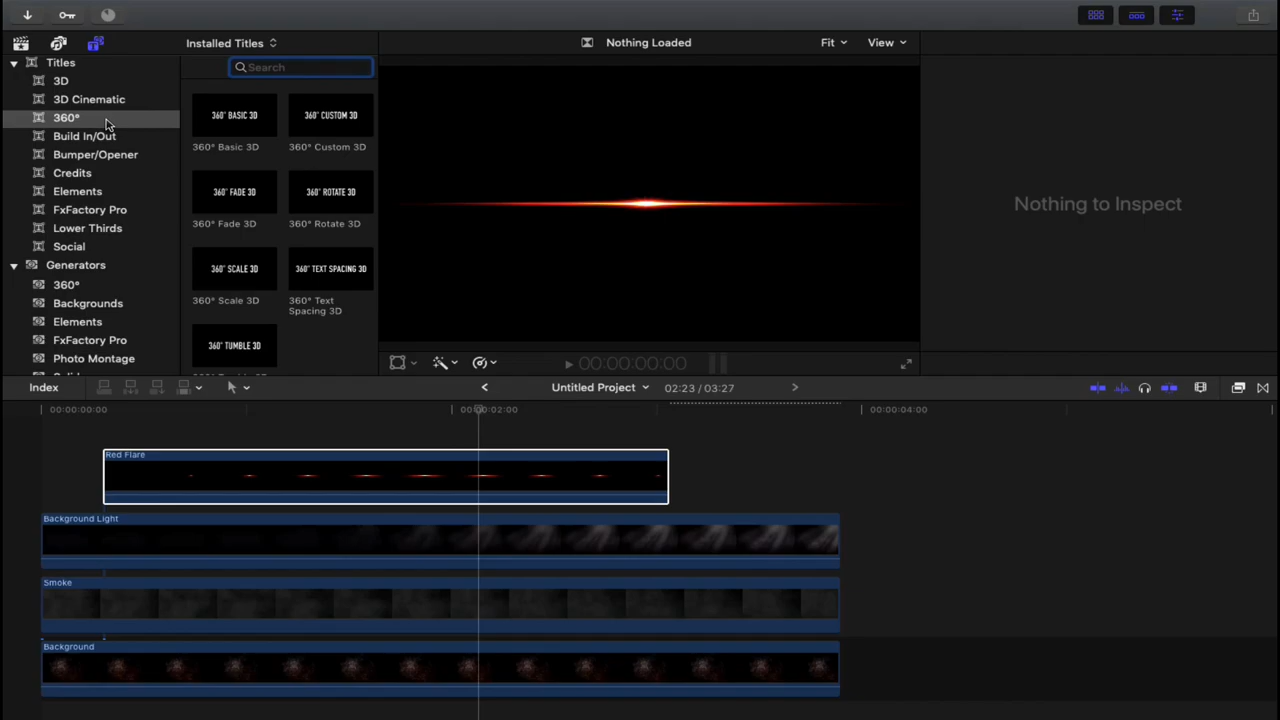 Installed Titles
Nothing Loaded
Fit
View
Titles
3D
3D Cinematic
360°
Build In/Out
Bumper/Opener
Credits
Elements
FxFactory Pro
Lower Thirds
Social
Generators
360°
Backgrounds
Elements
FxFactory Pro
Photo Montage
Search
360° BASIC 3D
360° CUSTOM 3D
360° Basic 3D
360° Custom 3D
360° FADE 3D
360° ROTATE 3D
360° Fade 3D
360° Rotate 3D
360° SCALE 3D
360° TEXT SPACING 3D
360° Scale 3D
360° Text
Spacing 3D
360° TUMBLE 3D
Nothing to Inspect
00:00:00:00
Index
Untitled Project
02:23 / 03:27
00:00:00:00
00:00:02:00
00:00:04:00
Red Flare
Background Light
Smoke
Background